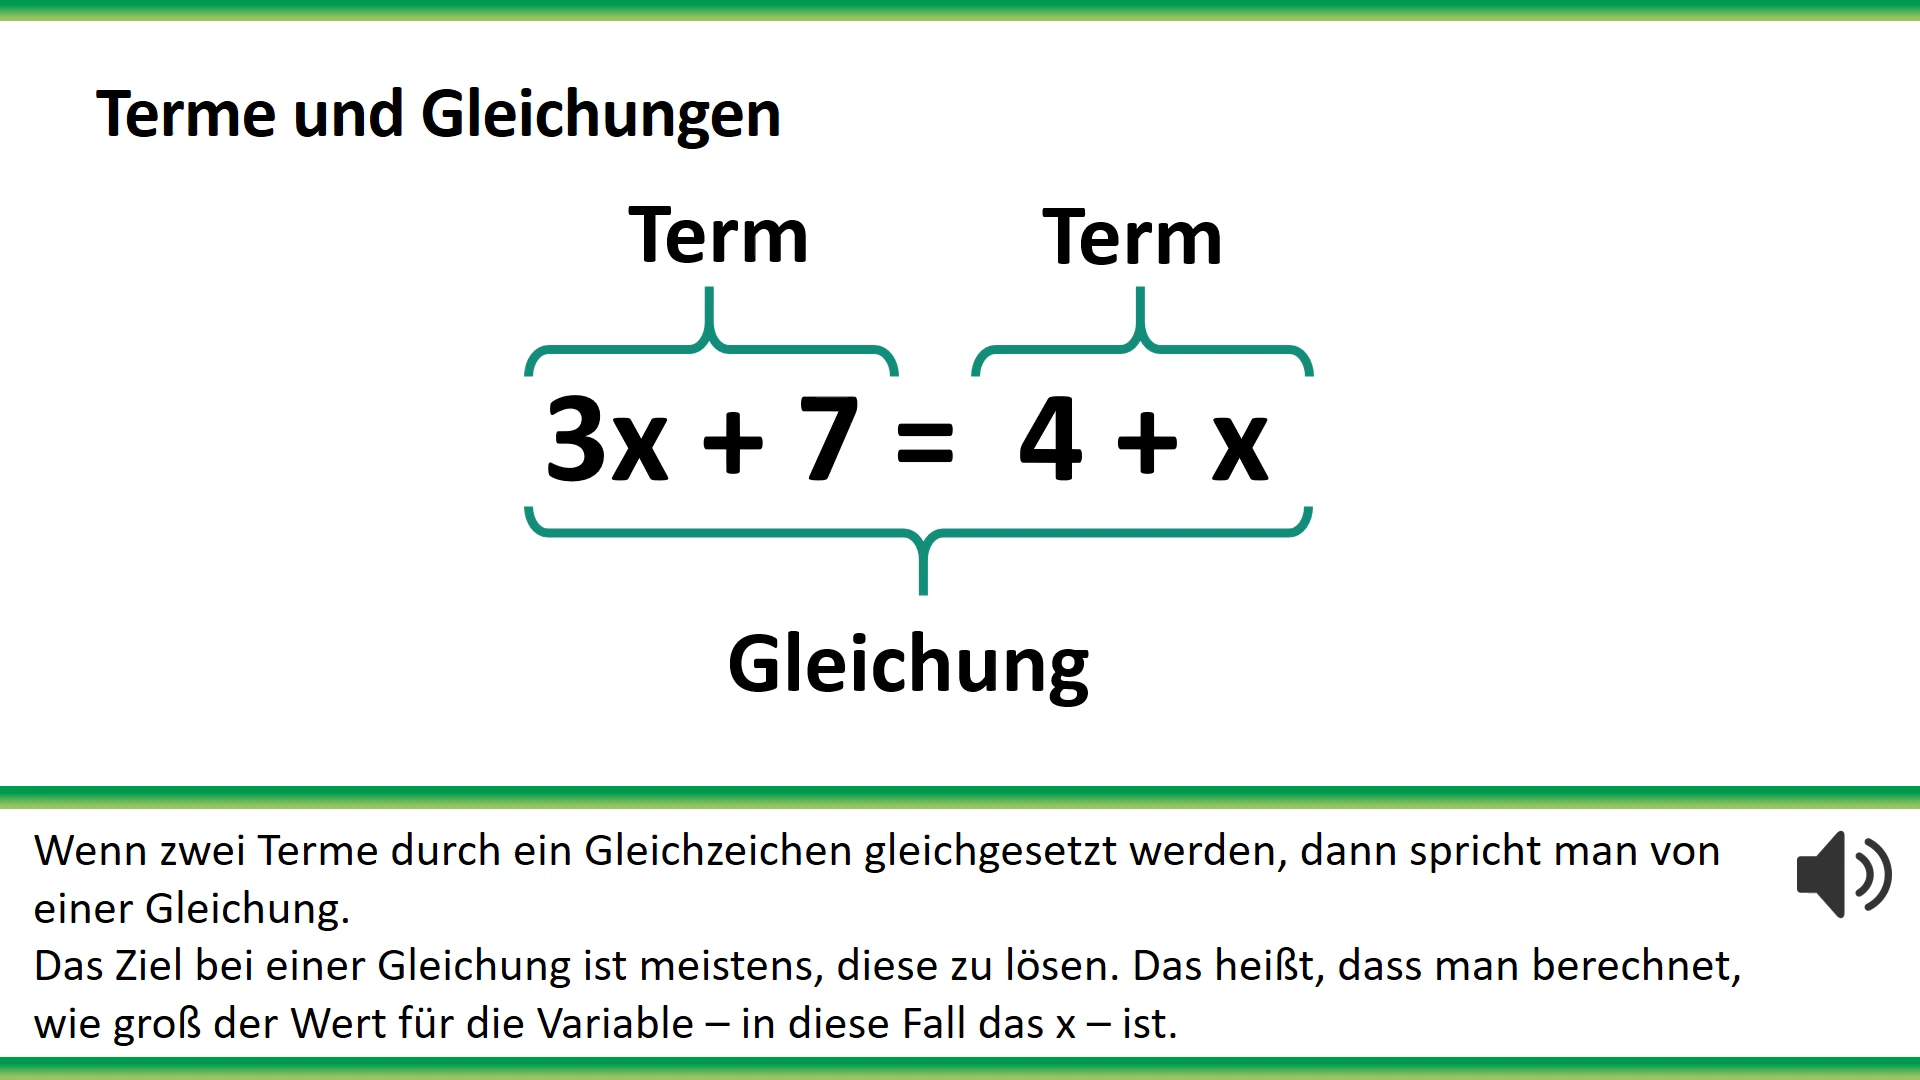 Terme und Gleichungen
Term Term
3x + 7 = 4 + x
Gleichung
Wenn zwei Terme durch ein Gleichzeichen gleichgesetzt werden, dann spricht man von
einer Gleichung.
Das Ziel bei einer Gleichung ist meistens, diese zu lösen. Das heißt, dass man berechnet,
wie groß der Wert für die Variable – in diese Fall das x – ist.